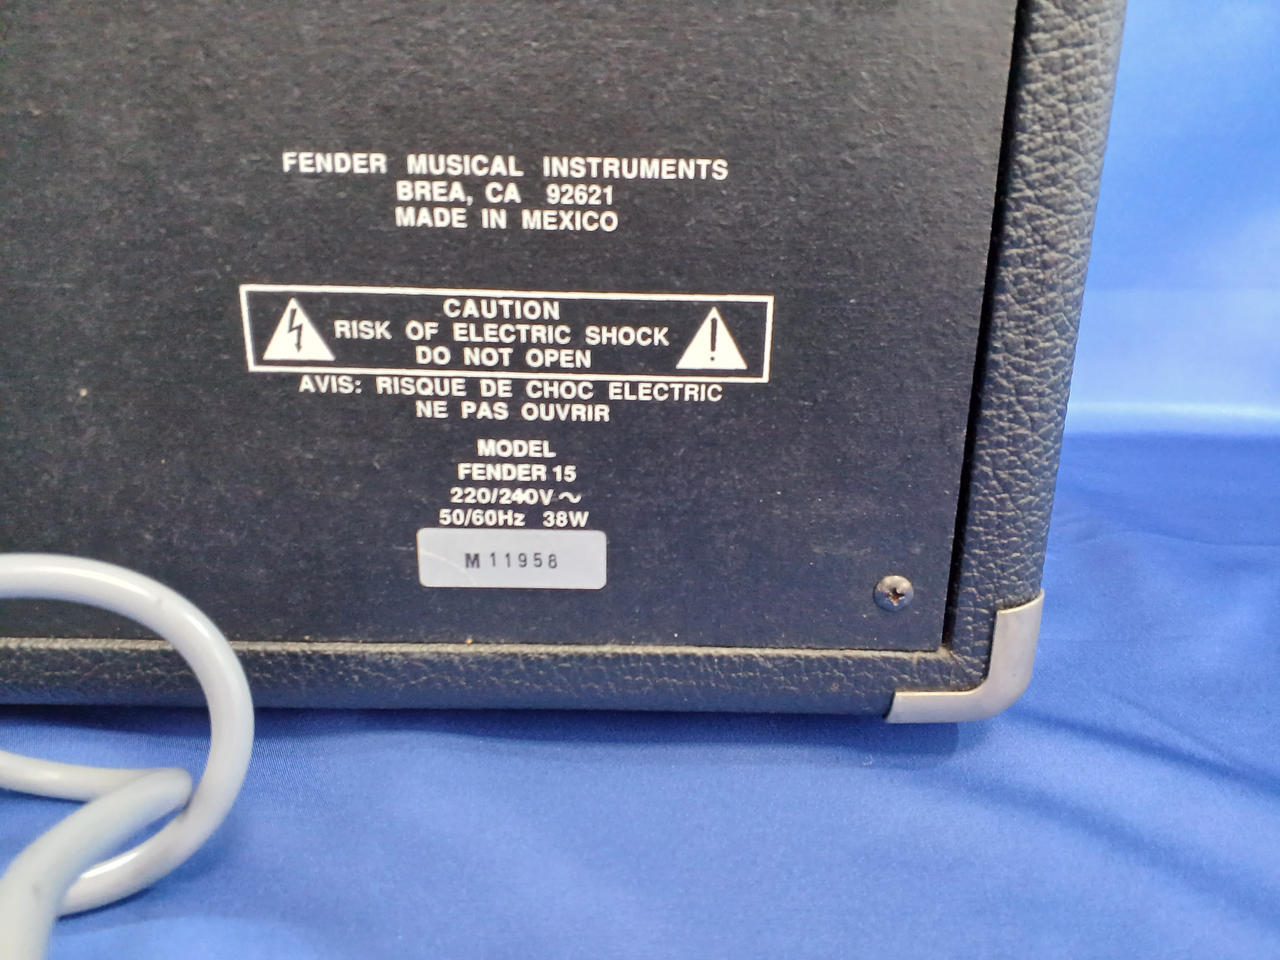 FENDER MUSICAL INSTRUMENTS
BREA, CA 92621
MADE IN MEXICO
CAUTION
RISK OF ELECTRIC SHOCK
DO NOT OPEN
AVIS: RISQUE DE CHOC ELECTRIC
NE PAS OUVRIR
MODEL
FENDER 15
220/240V ~
50/60Hz 38W
M 11958